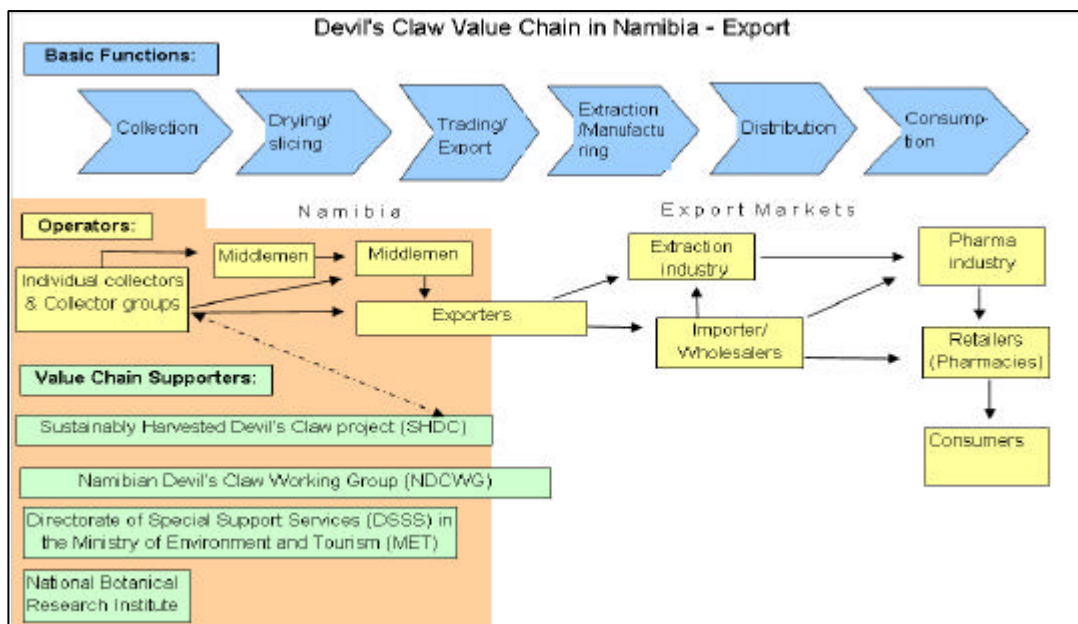 Devil's Claw Value Chain in Namibia - Export
Basic Functions:
Collection
Drying/
slicing
Trading/
Export
Extraction
/Manufactu
ring
Distribution
Consump-
tion
Namibia
Export Markets
Operators:
Individual collectors
& Collector groups
Middlemen
Middlemen
Exporters
Extraction
industry
Importer/
Wholesalers
Pharma
industry
Retailers
(Pharmacies)
Consumers
Value Chain Supporters:
Sustainably Harvested Devil's Claw project (SHDC)
Namibian Devil's Claw Working Group (NDCWG)
Directorate of Special Support Services (DSSS) in
the Ministry of Environment and Tourism (MET)
National Botanical
Research Institute